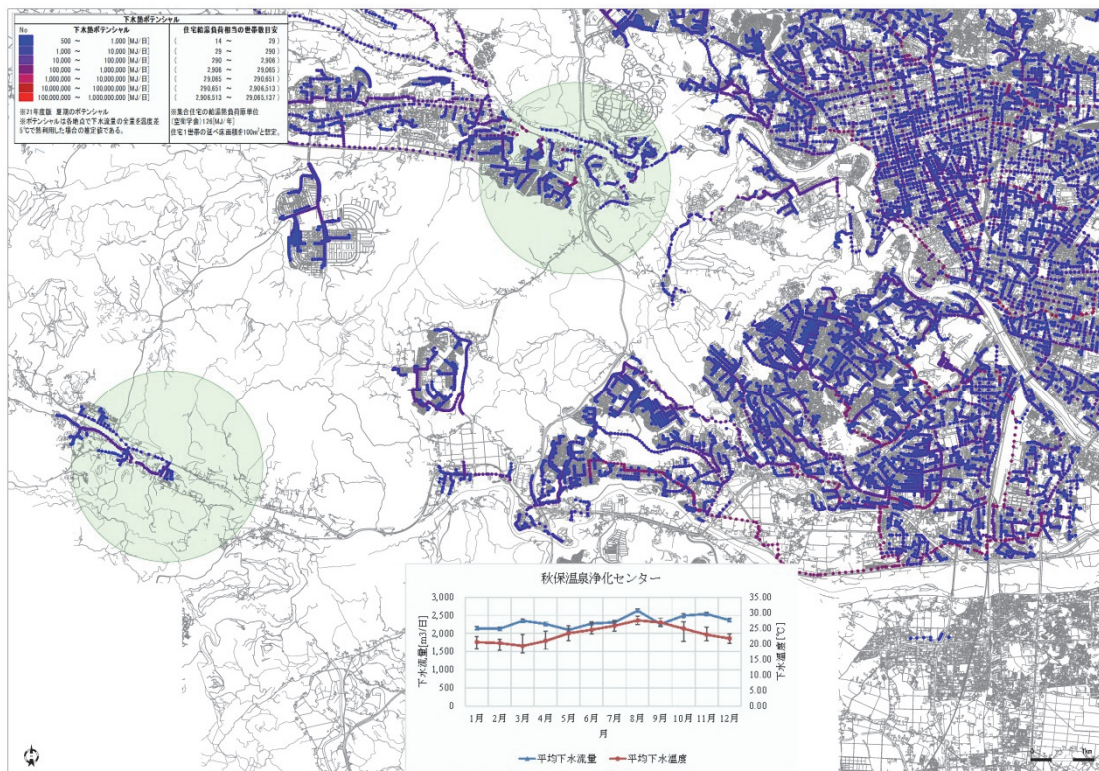 下水熱ポテンシャル
No 下水熱ポテンシャル 住宅給湯負荷相当の世帯数目安
500 ～ 1,000 [MJ/日] ( 14 ～ 29 )
1,000 ～ 10,000 [MJ/日] ( 29 ～ 290 )
10,000 ～ 100,000 [MJ/日] ( 290 ～ 2,906 )
100,000 ～ 1,000,000 [MJ/日] ( 2,906 ～ 29,065 )
1,000,000 ～ 10,000,000 [MJ/日] ( 29,065 ～ 290,651 )
10,000,000 ～ 100,000,000 [MJ/日] ( 290,651 ～ 2,906,513 )
100,000,000 ～ 1,000,000,000 [MJ/日] ( 2,906,513 ～ 29,065,137 )
※21年度版 夏期のポテンシャル
※ポテンシャルは各地点で下水流量の全量を温度差
5℃で熱利用した場合の推定値である。
※集合住宅の給湯熱負荷原単位
(空衛学会)126[MJ/年]
住宅1世帯の延べ床面積を100m²と想定。
秋保温泉浄化センター
下水流量[m3/日]
3,000
2,500
2,000
1,500
1,000
500
0
35.00
30.00
25.00
20.00
15.00
10.00
5.00
0.00
下水温度[℃]
1月 2月 3月 4月 5月 6月 7月 8月 9月 10月 11月 12月
月
平均下水流量 平均下水温度
0 1km